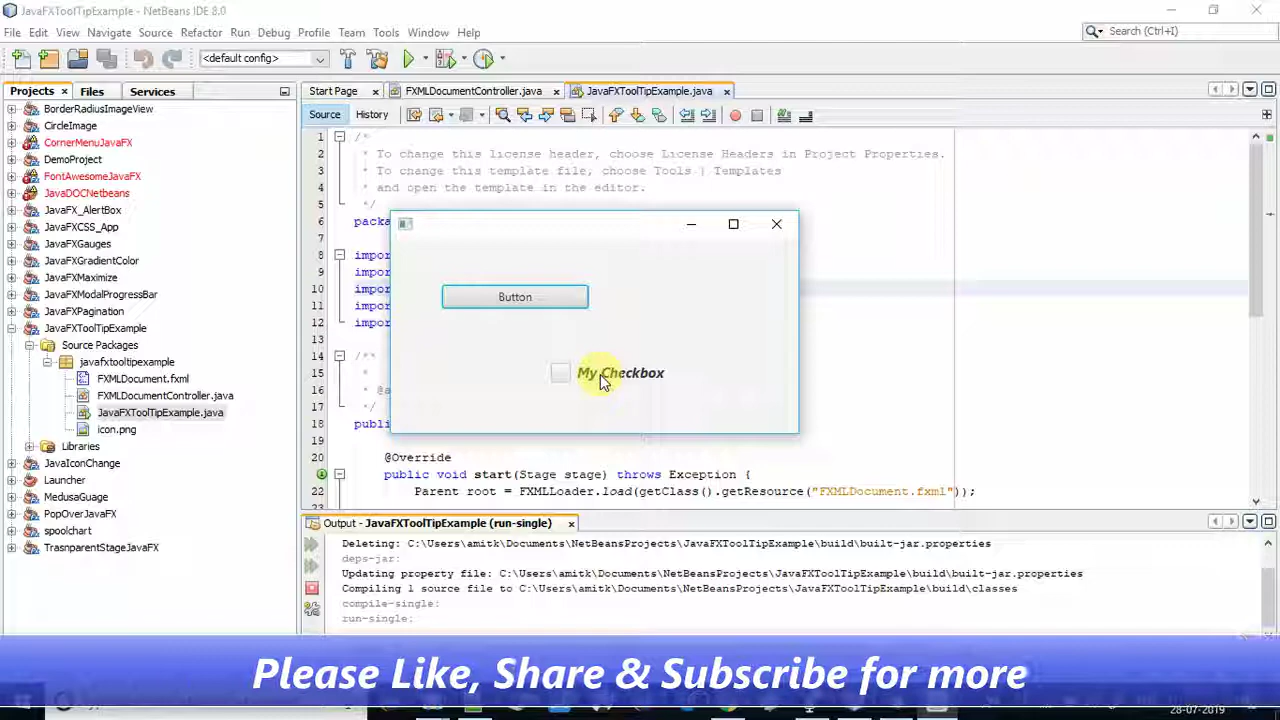 JavaFXToolTipExample - NetBeans IDE 8.0
File Edit View Navigate Source Refactor Run Debug Profile Team Tools Window Help
Search (Ctrl+I)
<default config>
Projects Files Services
Start Page FXMLDocumentController.java JavaFXToolTipExample.java
Source History
BorderRadiusImageView
CircleImage
CornerMenuJavaFX
DemoProject
FontAwesomeJavaFX
JavaDOCNetbeans
JavaFX_AlertBox
JavaFXCSS_App
JavaFXGauges
JavaFXGradientColor
JavaFXMaximize
JavaFXModalProgressBar
JavaFXPagination
JavaFXToolTipExample
Source Packages
javafxtooltipexample
FXMLDocument.fxml
FXMLDocumentController.java
JavaFXToolTipExample.java
icon.png
Libraries
JavaIconChange
Launcher
MedusaGuage
PopOverJavaFX
spoolchart
TrasnparentStageJavaFX
1 /*
2 * To change this license header, choose License Headers in Project Properties.
3 * To change this template file, choose Tools | Templates
4 * and open the template in the editor.
5 */
6 packa
7
8 impor
9 impor
10 impor
11 impor
12 impor
13
14 /**
15 *
16 * @a
17 */
18 publi
19
20 @Override
public void start(Stage stage) throws Exception {
22 Parent root = FXMLLoader.load(getClass().getResource("FXMLDocument.fxml"));
Button
My Checkbox
Output - JavaFXToolTipExample (run-single)
Deleting: C:\Users\amitk\Documents\NetBeansProjects\JavaFXToolTipExample\build\built-jar.properties
deps-jar:
Updating property file: C:\Users\amitk\Documents\NetBeansProjects\JavaFXToolTipExample\build\built-jar.properties
Compiling 1 source file to C:\Users\amitk\Documents\NetBeansProjects\JavaFXToolTipExample\build\classes
compile-single:
run-single:
Please Like, Share & Subscribe for more
28-07-2019